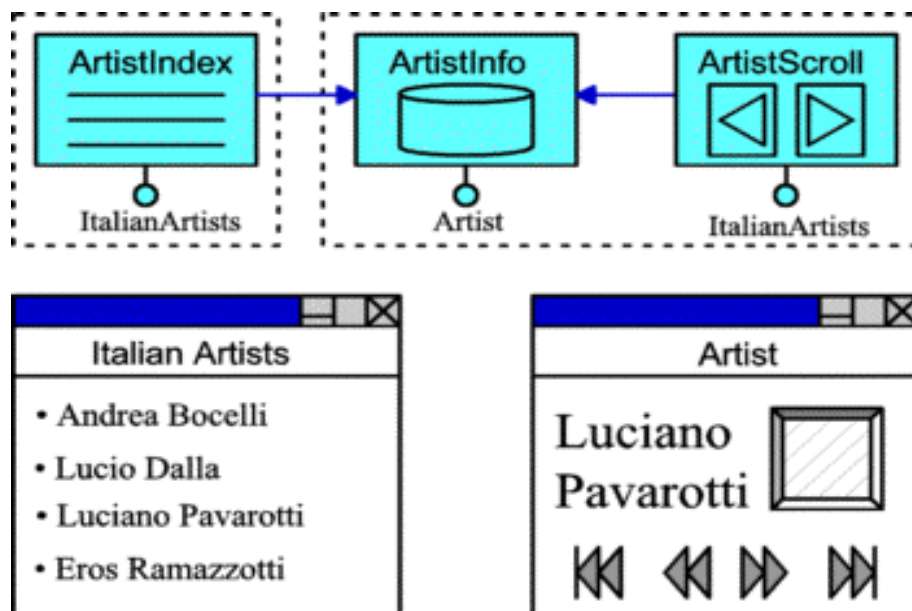 ArtistIndex
ArtistInfo
ArtistScroll
ItalianArtists
Artist
ItalianArtists
Italian Artists
• Andrea Bocelli
• Lucio Dalla
• Luciano Pavarotti
• Eros Ramazzotti
Artist
Luciano
Pavarotti